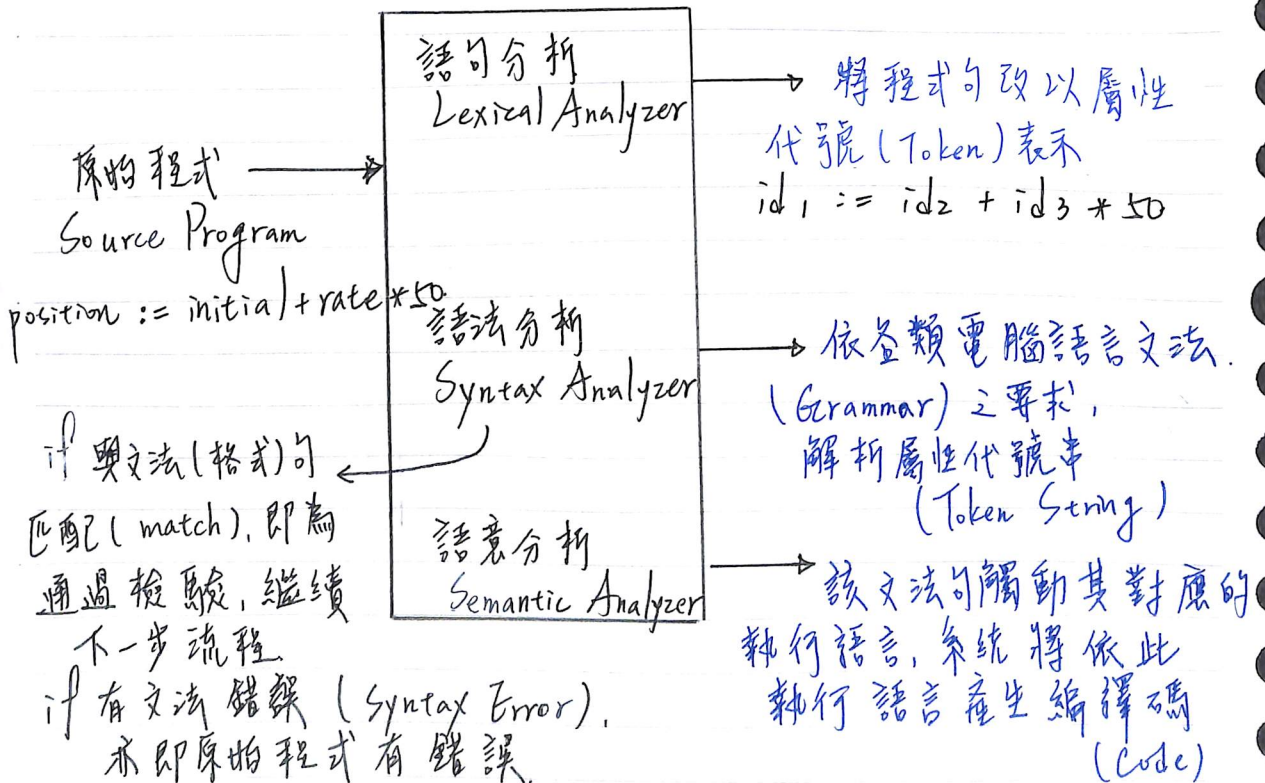 語句分析
Lexical Analyzer
原始程式
Source Program
position := initial + rate * 50
語法分析
Syntax Analyzer
語意分析
Semantic Analyzer
將程式句改以屬性
代號 (Token) 表示
id1 := id2 + id3 * 50
依各類電腦語言文法.
(Grammar) 之要求,
解析屬性代號串
(Token String)
該文法句觸動其對應的
執行語言, 系統將依此
執行語言產生編譯碼
(Code)
if 與文法(格式)句
匹配( match ), 即為
通過檢驗, 繼續
下一步流程
if 有文法錯誤 (Syntax Error),
亦即原始程式有錯誤.